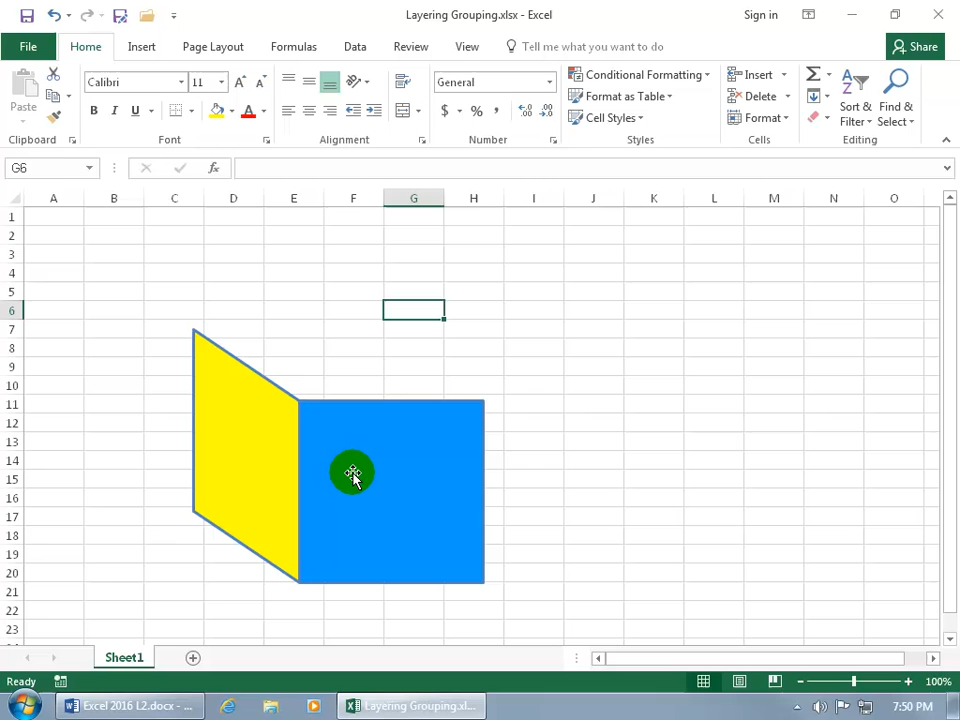 Layering Grouping.xlsx - Excel
Sign in
File Home Insert Page Layout Formulas Data Review View Tell me what you want to do Share
Calibri 11 General Conditional Formatting Insert
Paste Format as Table Delete Sort & Find &
B I U A $ % , Cell Styles Format Filter Select
Clipboard Font Alignment Number Styles Cells Editing
G6 fx
A B C D E F G H I J K L M N O
1
2
3
4
5
6
7
8
9
10
11
12
13
14
15
16
17
18
19
20
21
22
23
Sheet1
Ready 100%
Excel 2016 L2.docx - ... Layering Grouping.xl... 7:50 PM